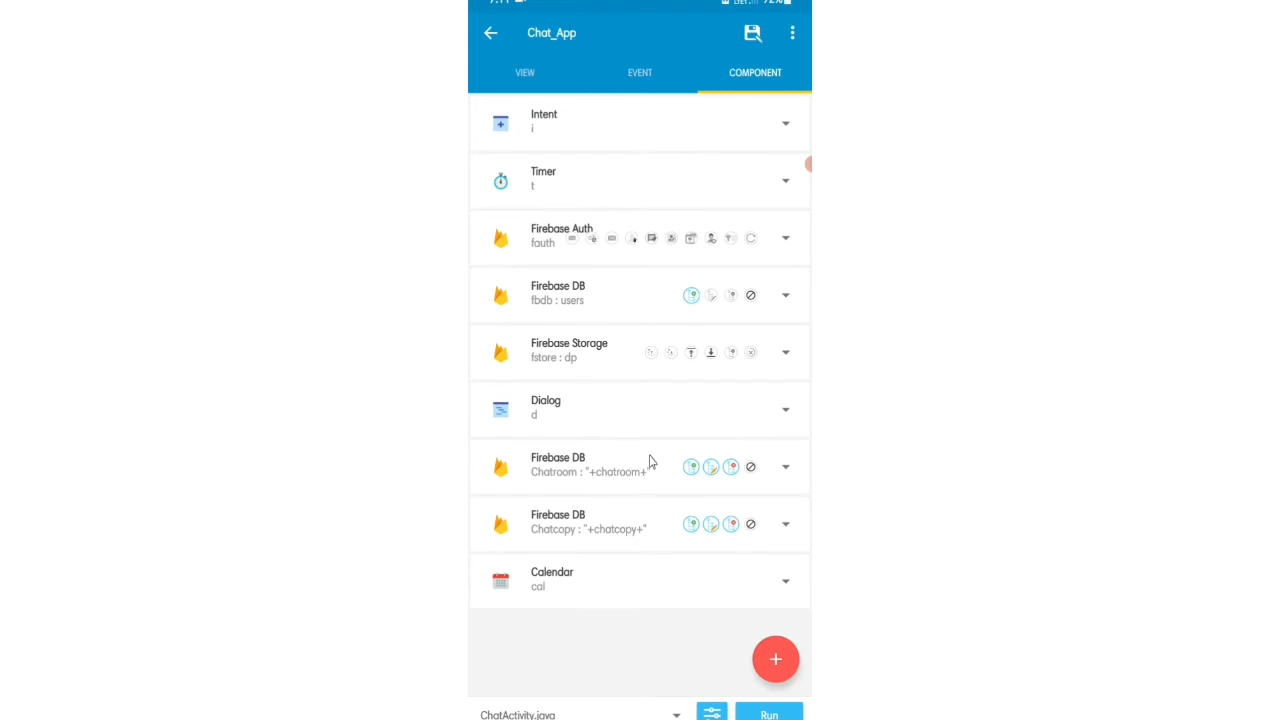 Chat_App
VIEW
EVENT
COMPONENT
Intent
i
Timer
t
Firebase Auth
fauth
Firebase DB
fbdb : users
Firebase Storage
fstore : dp
Dialog
d
Firebase DB
Chatroom : "+chatroom+"
Firebase DB
Chatcopy : "+chatcopy+"
Calendar
cal
ChatActivity.java
Run